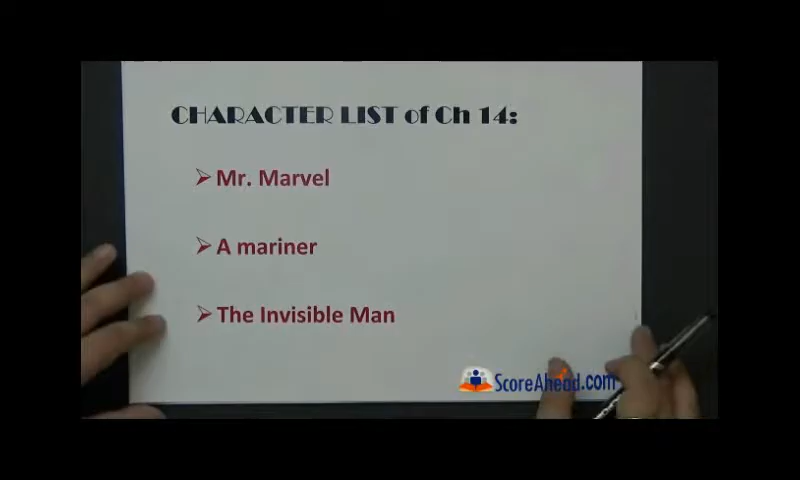 CHARACTER LIST of Ch 14:
Mr. Marvel
A mariner
The Invisible Man
ScoreAhead.com